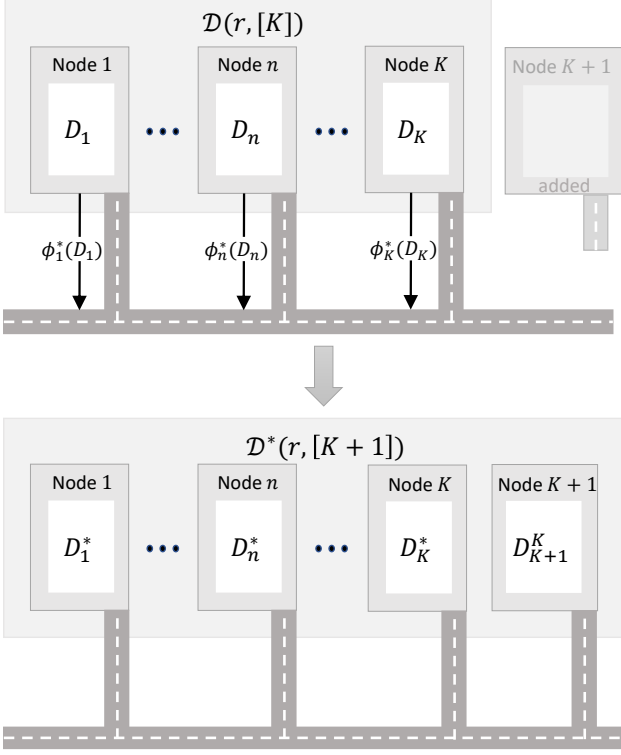 𝒟(r, [K])
Node 1
Node n
Node K
Node K + 1
D_1
•••
D_n
•••
D_K
added
ϕ_1^*(D_1)
ϕ_n^*(D_n)
ϕ_K^*(D_K)
𝒟^*(r, [K + 1])
Node 1
Node n
Node K
Node K + 1
D_1^*
•••
D_n^*
•••
D_K^*
D_{K+1}^K